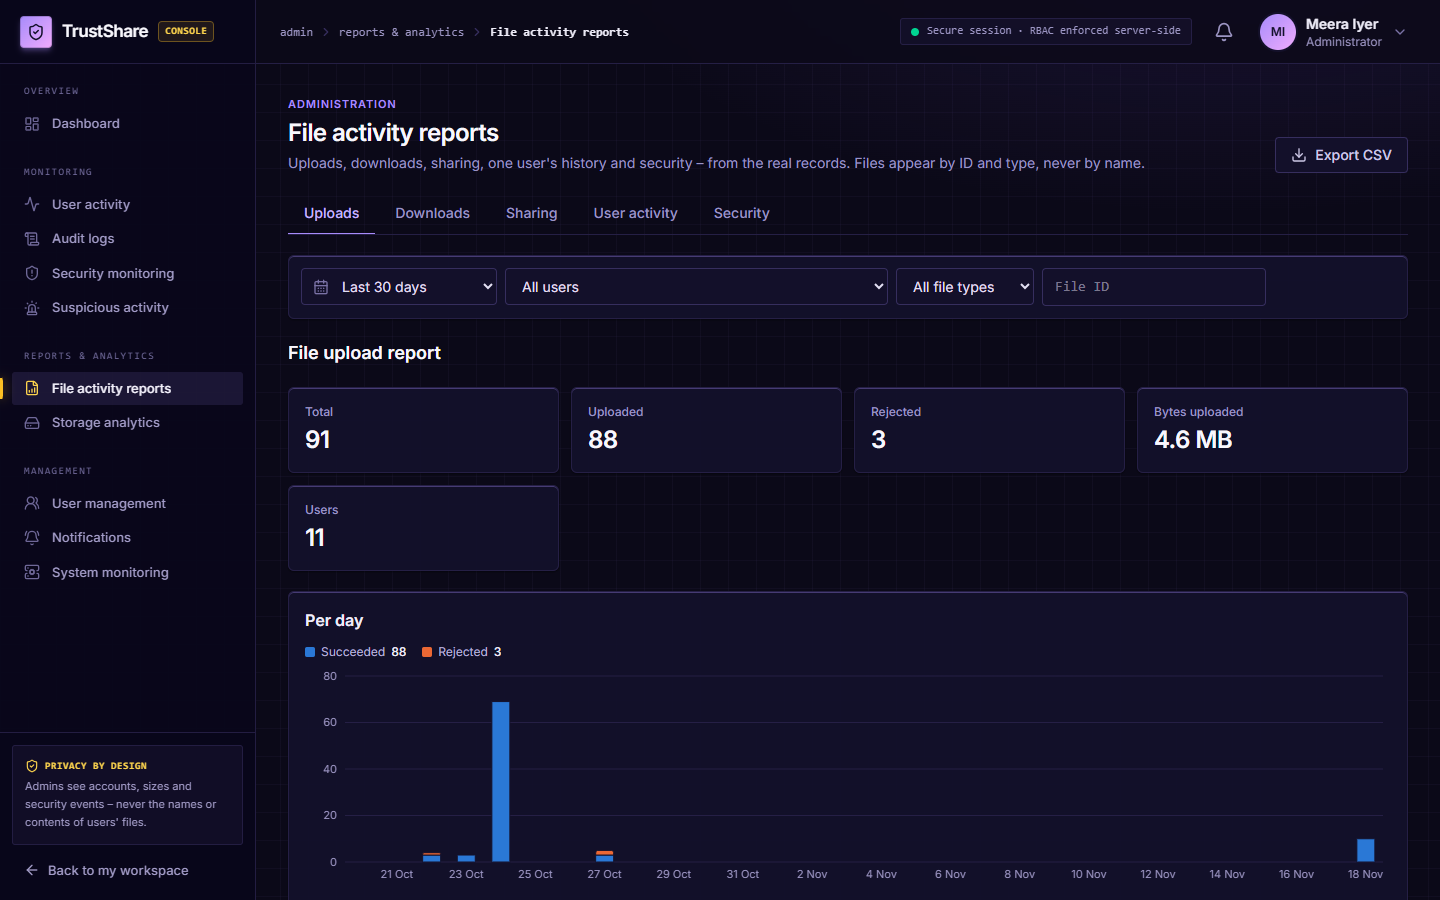 TrustShare CONSOLE
admin > reports & analytics > File activity reports
Secure session · RBAC enforced server-side
MI
Meera Iyer
Administrator
OVERVIEW
Dashboard
MONITORING
User activity
Audit logs
Security monitoring
Suspicious activity
REPORTS & ANALYTICS
File activity reports
Storage analytics
MANAGEMENT
User management
Notifications
System monitoring
PRIVACY BY DESIGN
Admins see accounts, sizes and
security events – never the names or
contents of users' files.
Back to my workspace
ADMINISTRATION
File activity reports
Uploads, downloads, sharing, one user's history and security – from the real records. Files appear by ID and type, never by name.
Export CSV
Uploads Downloads Sharing User activity Security
Last 30 days All users All file types File ID
File upload report
Total
91
Uploaded
88
Rejected
3
Bytes uploaded
4.6 MB
Users
11
Per day
Succeeded 88 Rejected 3
80
60
40
20
0
21 Oct 23 Oct 25 Oct 27 Oct 29 Oct 31 Oct 2 Nov 4 Nov 6 Nov 8 Nov 10 Nov 12 Nov 14 Nov 16 Nov 18 Nov